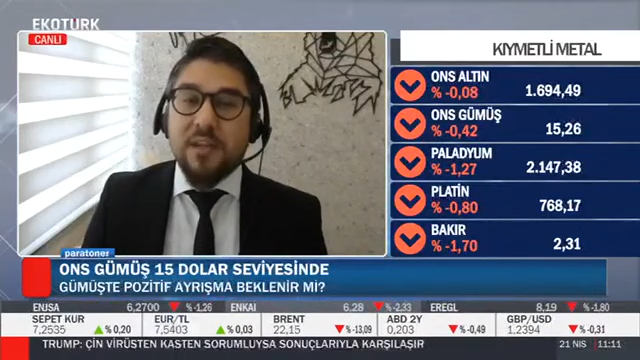 EKOTÜRK
CANLI
KIYMETLİ METAL
ONS ALTIN
% -0,08 1.694,49
ONS GÜMÜŞ
% -0,42 15,26
PALADYUM
% -1,27 2.147,38
PLATİN
% -0,80 768,17
BAKIR
% -1,70 2,31
paratoner
ONS GÜMÜŞ 15 DOLAR SEVİYESİNDE
GÜMÜŞTE POZİTİF AYRIŞMA BEKLENİR Mİ?
ENJSA 6,2700 % -1,26 ENKAI 6,28 % -2,33 EREGL 8,19 % -1,80
SEPET KUR EUR/TL BRENT ABD 2Y GBP/USD
7,2535 % 0,20 7,5403 % 0,03 22,15 % -13,09 0,203 % -0,49 1,2394 % -0,31
TRUMP: ÇİN VİRÜSTEN KASTEN SORUMLUYSA SONUÇLARIYLA KARŞILAŞIR 21 NİS 11:11